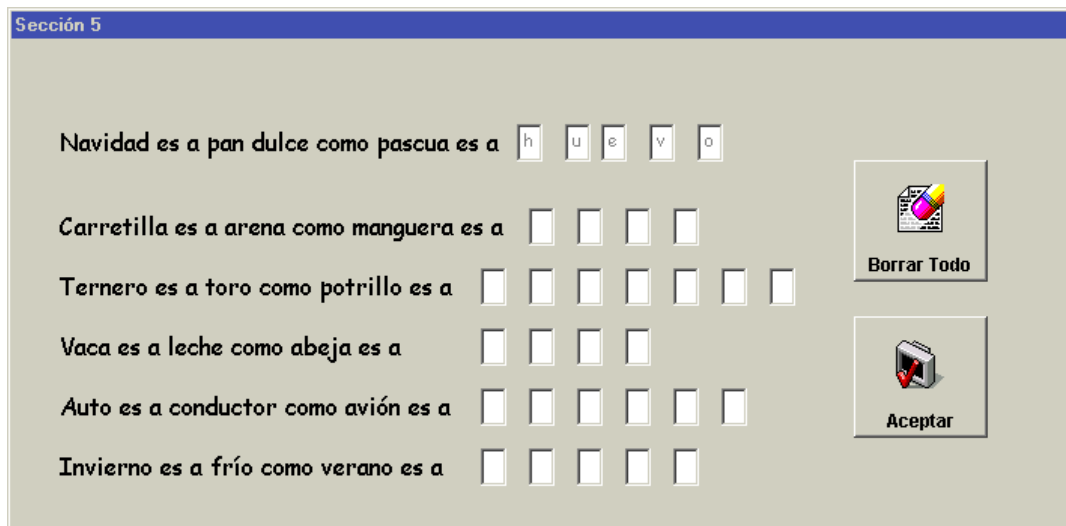 Sección 5
Navidad es a pan dulce como pascua es a h u e v o
Carretilla es a arena como manguera es a
Borrar Todo
Ternero es a toro como potrillo es a
Vaca es a leche como abeja es a
Auto es a conductor como avión es a
Aceptar
Invierno es a frío como verano es a